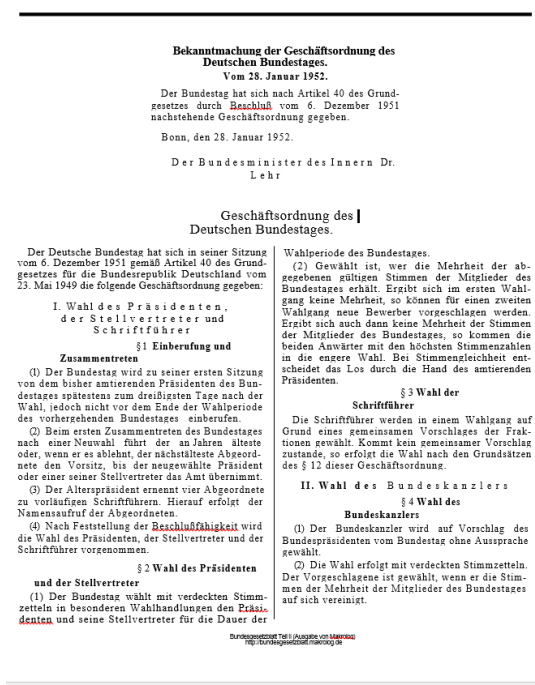 Bekanntmachung der Geschäftsordnung des
Deutschen Bundestages.
Vom 28. Januar 1952.
Der Bundestag hat sich nach Artikel 40 des Grund-
gesetzes durch Beschluß vom 6. Dezember 1951
nachstehende Geschäftsordnung gegeben.
Bonn, den 28. Januar 1952.
Der Bundesminister des Innern Dr.
Lehr
Geschäftsordnung des
Deutschen Bundestages.
Der Deutsche Bundestag hat sich in seiner Sitzung
vom 6. Dezember 1951 gemäß Artikel 40 des Grund-
gesetzes für die Bundesrepublik Deutschland vom
23. Mai 1949 die folgende Geschäftsordnung gegeben:
I. Wahl des Präsidenten,
der Stellvertreter und
Schriftführer
§ 1 Einberufung und
Zusammentreten
(1) Der Bundestag wird zu seiner ersten Sitzung
von dem bisher amtierenden Präsidenten des Bun-
destages spätestens zum dreißigsten Tage nach der
Wahl, jedoch nicht vor dem Ende der Wahlperiode
des vorhergehenden Bundestages einberufen.
(2) Beim ersten Zusammentreten des Bundestages
nach einer Neuwahl führt der an Jahren älteste
oder, wenn er es ablehnt, der nächstälteste Abgeord-
nete den Vorsitz, bis der neugewählte Präsident
oder einer seiner Stellvertreter das Amt übernimmt.
(3) Der Alterspräsident ernennt vier Abgeordnete
zu vorläufigen Schriftführern. Hierauf erfolgt der
Namensaufruf der Abgeordneten.
(4) Nach Feststellung der Beschlußfähigkeit wird
die Wahl des Präsidenten, der Stellvertreter und der
Schriftführer vorgenommen.
§ 2 Wahl des Präsidenten
und der Stellvertreter
(1) Der Bundestag wählt mit verdeckten Stimm-
zetteln in besonderen Wahlhandlungen den Präsi-
denten und seine Stellvertreter für die Dauer der
Wahlperiode des Bundestages.
(2) Gewählt ist, wer die Mehrheit der ab-
gegebenen gültigen Stimmen der Mitglieder des
Bundestages erhält. Ergibt sich im ersten Wahl-
gang keine Mehrheit, so können für einen zweiten
Wahlgang neue Bewerber vorgeschlagen werden.
Ergibt sich auch dann keine Mehrheit der Stimmen
der Mitglieder des Bundestages, so kommen die
beiden Anwärter mit den höchsten Stimmenzahlen
in die engere Wahl. Bei Stimmengleichheit ent-
scheidet das Los durch die Hand des amtierenden
Präsidenten.
§ 3 Wahl der
Schriftführer
Die Schriftführer werden in einem Wahlgang auf
Grund eines gemeinsamen Vorschlages der Frak-
tionen gewählt. Kommt kein gemeinsamer Vorschlag
zustande, so erfolgt die Wahl nach den Grundsätzen
des § 12 dieser Geschäftsordnung.
II. Wahl des Bundeskanzlers
§ 4 Wahl des
Bundeskanzlers
(1) Der Bundeskanzler wird auf Vorschlag des
Bundespräsidenten vom Bundestag ohne Aussprache
gewählt.
(2) Die Wahl erfolgt mit verdeckten Stimmzetteln.
Der Vorgeschlagene ist gewählt, wenn er die Stim-
men der Mehrheit der Mitglieder des Bundestages
auf sich vereinigt.
Bundesgesetzblatt Teil II (Ausgabe von Makrolog)
http://bundesgesetzblatt.makrolog.de